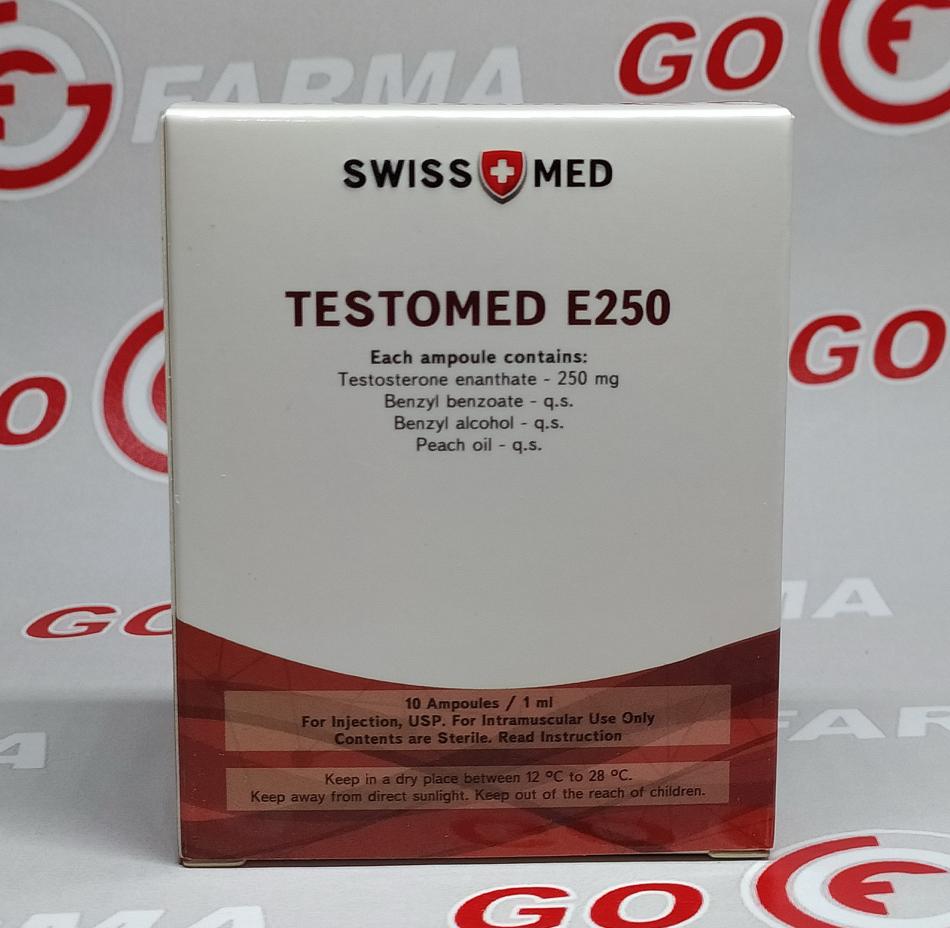 FARMA
GO
SWISS MED
TESTOMED E250
Each ampoule contains:
Testosterone enanthate - 250 mg
Benzyl benzoate - q.s.
Benzyl alcohol - q.s.
Peach oil - q.s.
GO
GO
10 Ampoules / 1 ml
For Injection, USP. For Intramuscular Use Only
Contents are Sterile. Read Instruction
Keep in a dry place between 12 °C to 28 °C.
Keep away from direct sunlight. Keep out of the reach of children.
GO